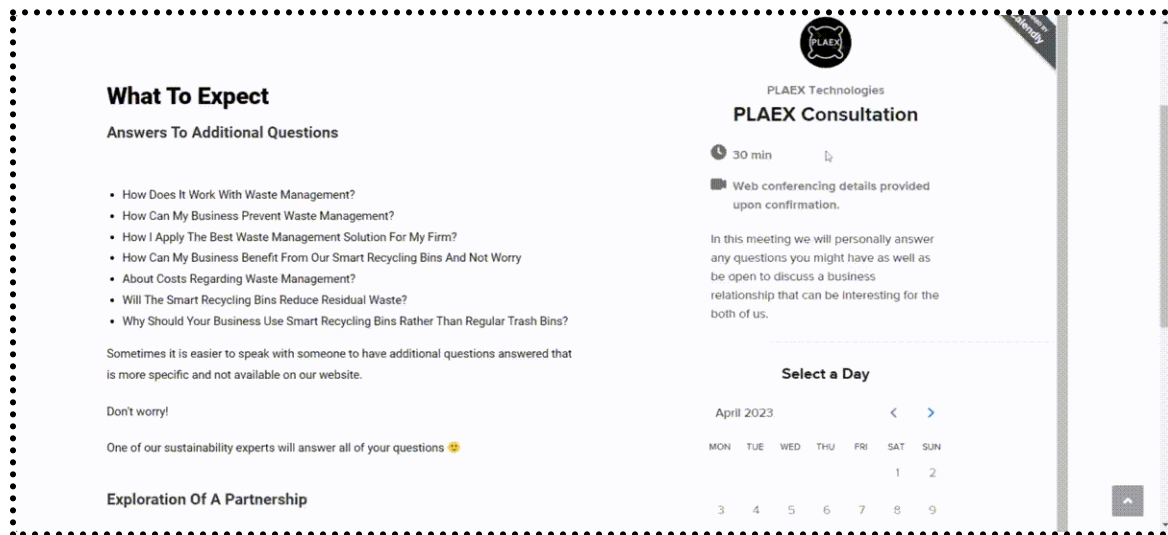 What To Expect
Answers To Additional Questions
How Does It Work With Waste Management?
How Can My Business Prevent Waste Management?
How I Apply The Best Waste Management Solution For My Firm?
How Can My Business Benefit From Our Smart Recycling Bins And Not Worry
About Costs Regarding Waste Management?
Will The Smart Recycling Bins Reduce Residual Waste?
Why Should Your Business Use Smart Recycling Bins Rather Than Regular Trash Bins?
Sometimes it is easier to speak with someone to have additional questions answered that
is more specific and not available on our website.
Don't worry!
One of our sustainability experts will answer all of your questions 🙂
Exploration Of A Partnership
PLAEX
PLAEX Technologies
PLAEX Consultation
30 min
Web conferencing details provided
upon confirmation.
In this meeting we will personally answer
any questions you might have as well as
be open to discuss a business
relationship that can be interesting for the
both of us.
Select a Day
April 2023
MON TUE WED THU FRI SAT SUN
1 2
3 4 5 6 7 8 9
Calendly